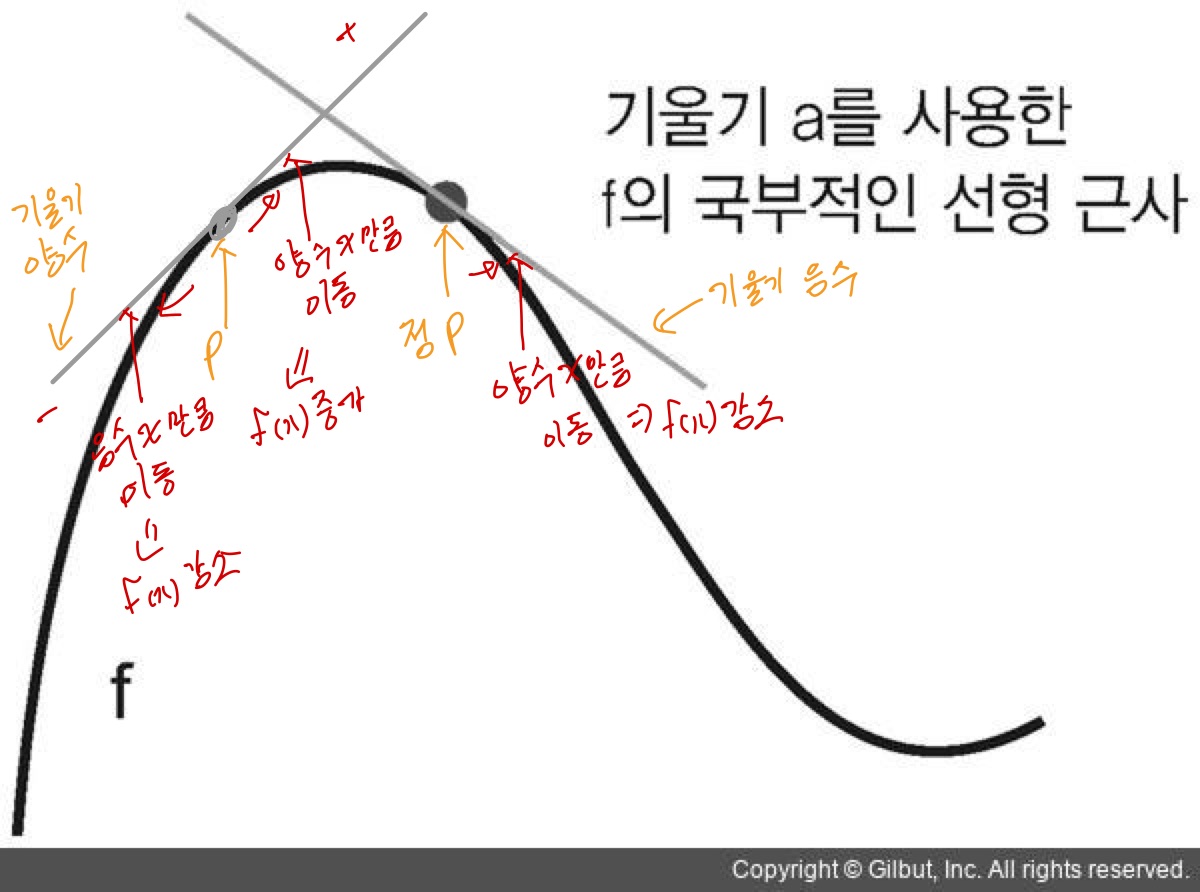 기울기 a를 사용한
f의 국부적인 선형 근사
+
기울기
양수
P
양수 x만큼
이동
⇓
f(x) 증가
점 P
기울기 음수
양수 x만큼
이동 ⇒ f(x) 감소
-
음수 x만큼
이동
⇓
f(x) 감소
f
Copyright © Gilbut, Inc. All rights reserved.